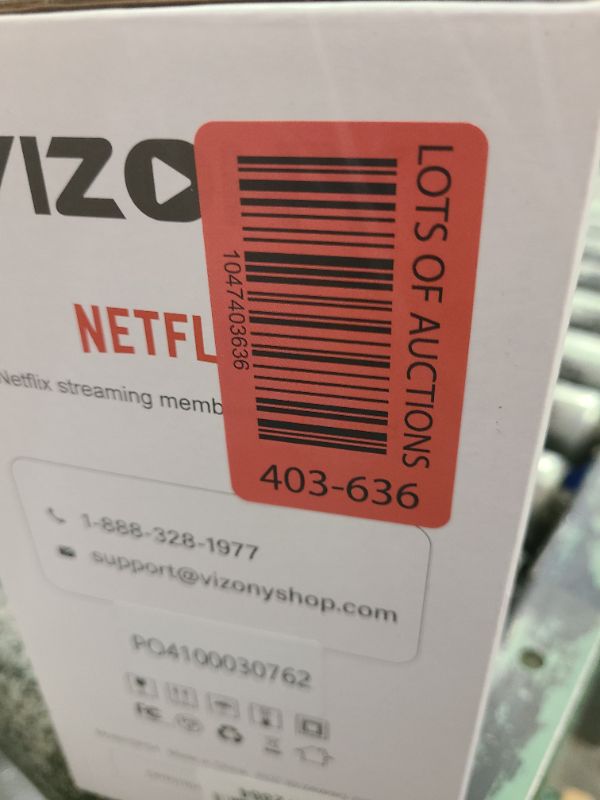 VIZO
NETFL
Netflix streaming memb
LOTS OF AUCTIONS
1047403636
403-636
1-888-328-1977
support@vizonyshop.com
PO4100030762
FC